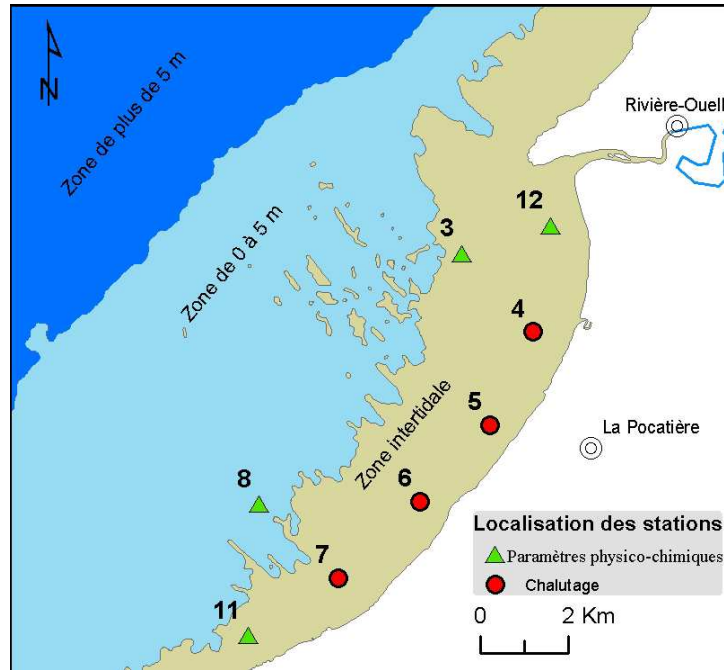 N
Zone de plus de 5 m
Rivière-Ouell
Zone de 0 à 5 m
12
3
4
5
La Pocatière
Zone intertidale
8
6
7
11
Localisation des stations
Paramètres physico-chimiques
Chalutage
0 2 Km